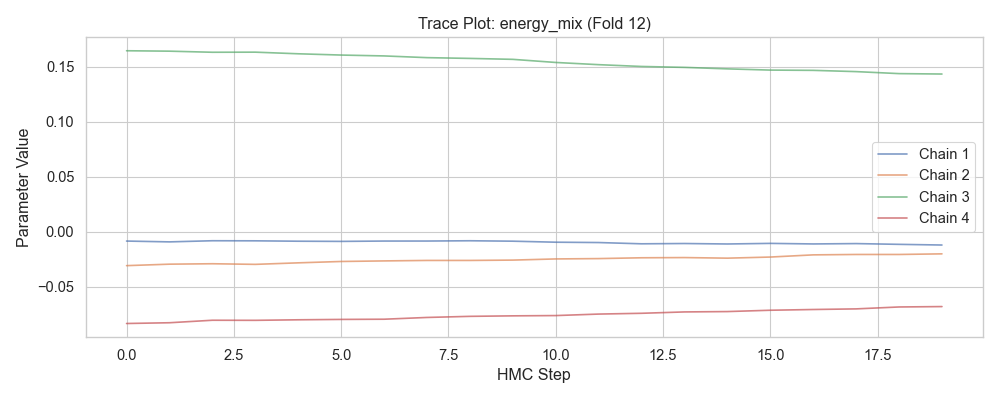 Trace Plot: energy_mix (Fold 12)
Parameter Value
0.15
0.10
0.05
0.00
−0.05
Chain 1
Chain 2
Chain 3
Chain 4
0.0 2.5 5.0 7.5 10.0 12.5 15.0 17.5
HMC Step